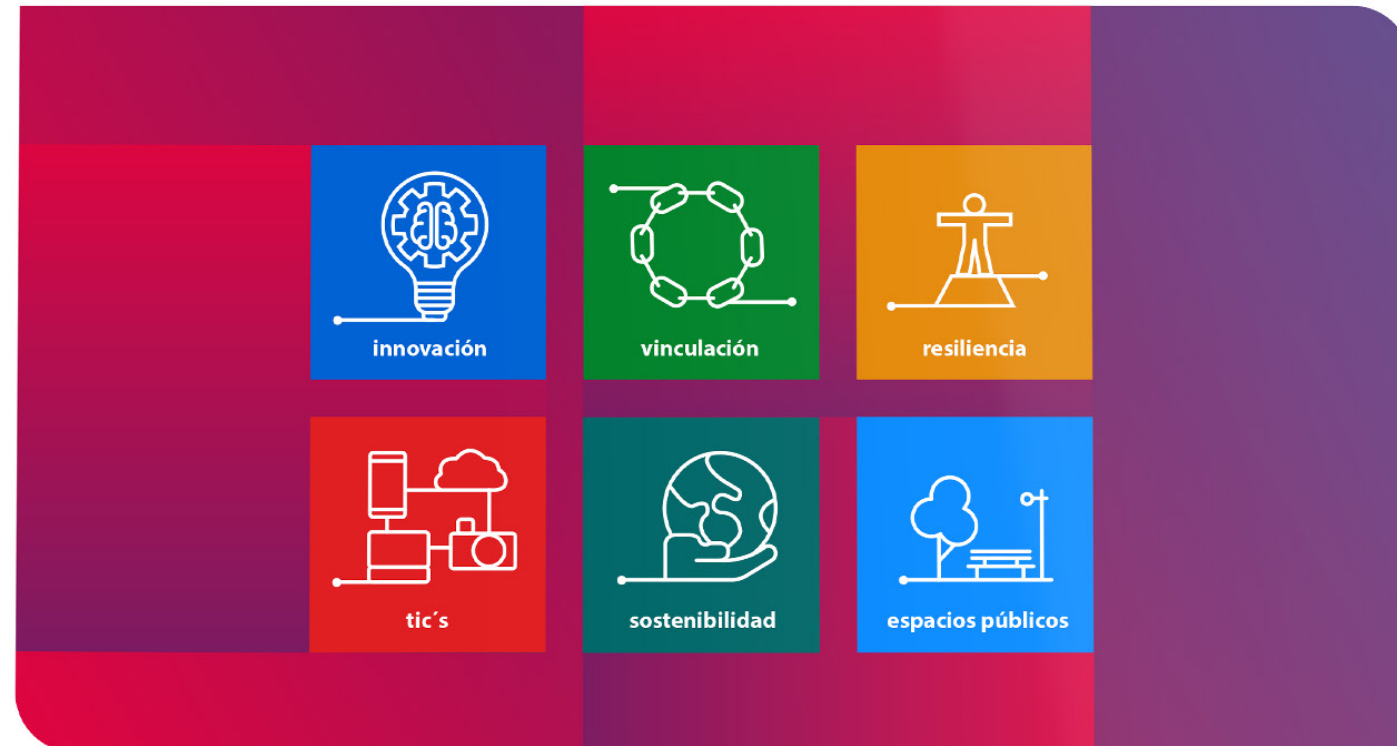 innovación
vinculación
resiliencia
tic´s
sostenibilidad
espacios públicos